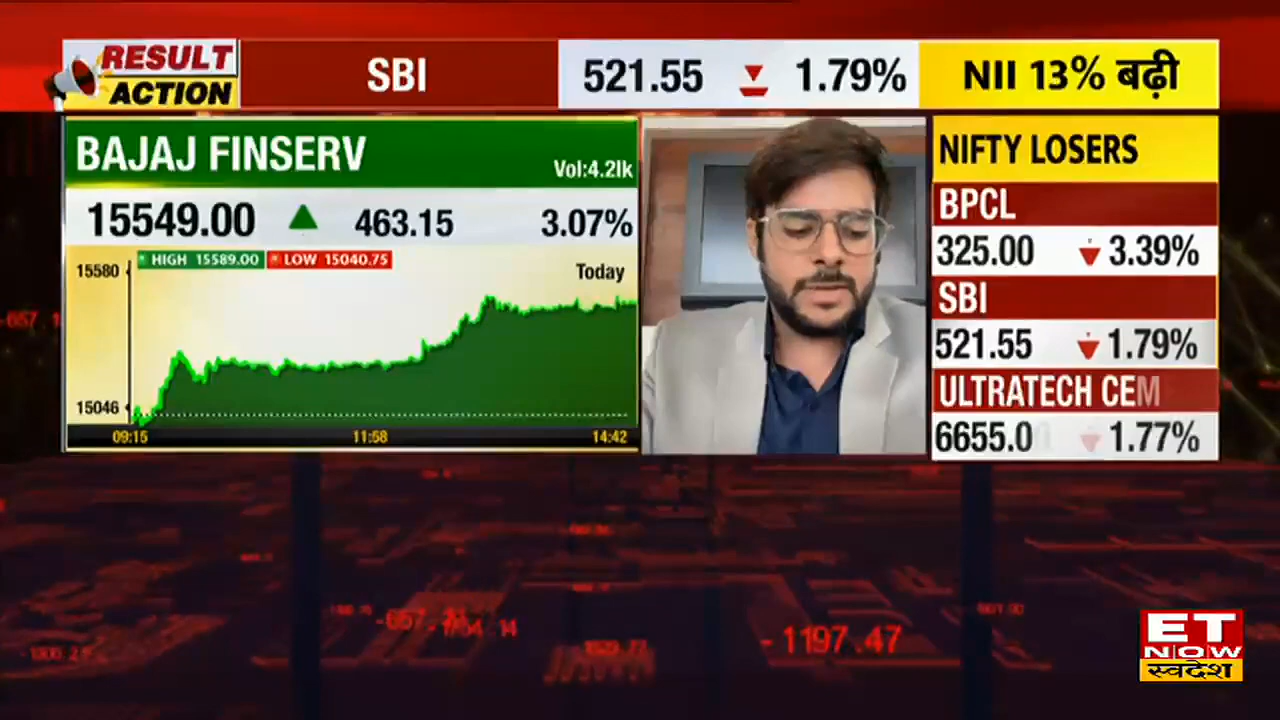 RESULT
ACTION
SBI
521.55
1.79%
NII 13% बढ़ी
BAJAJ FINSERV
Vol:4.2lk
15549.00
463.15
3.07%
HIGH 15589.00
LOW 15040.75
15580
Today
15046
09:15
11:58
14:42
NIFTY LOSERS
BPCL
325.00
3.39%
SBI
521.55
1.79%
ULTRATECH CEM
6655.0
1.77%
-657.
- 1197.47
ET
NOW
स्वदेश